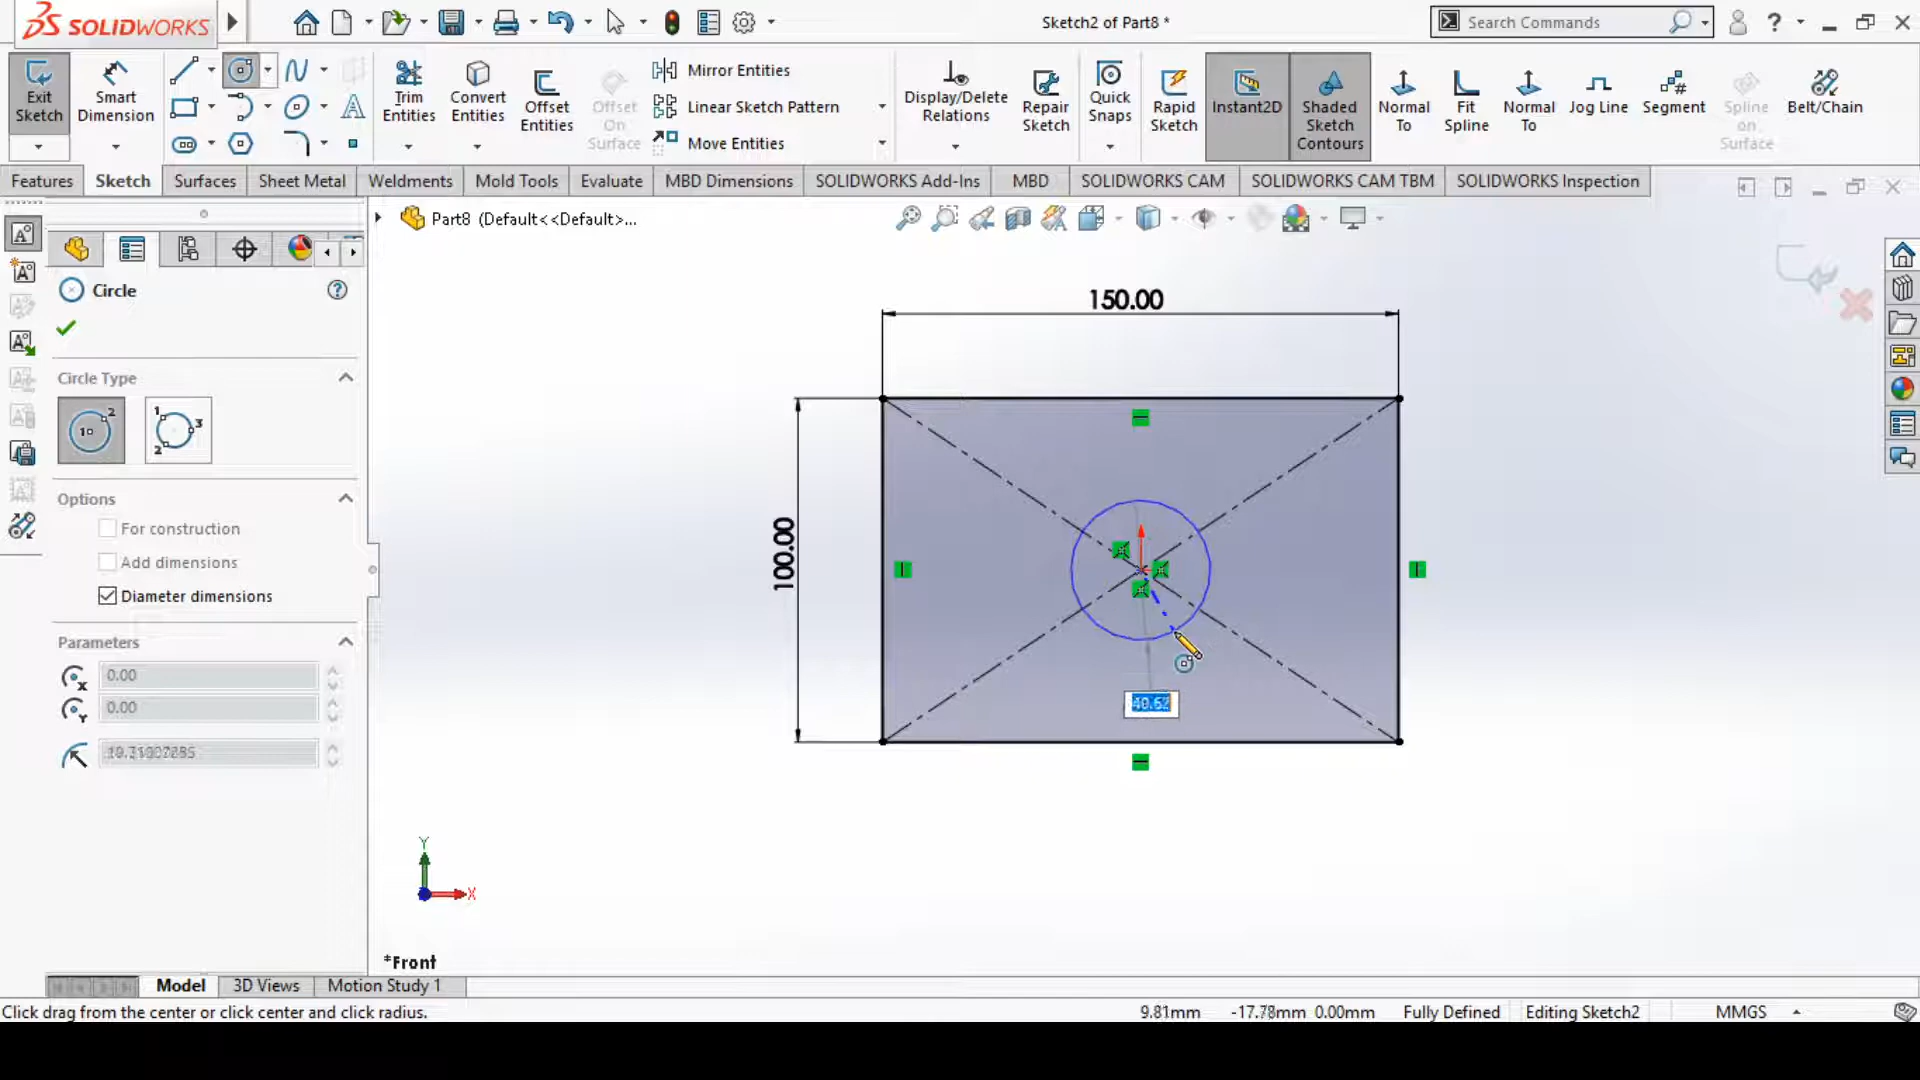 SOLIDWORKS
Sketch2 of Part8 *
Search Commands
Exit Sketch
Smart Dimension
Trim Entities
Convert Entities
Offset Entities
Offset On Surface
Mirror Entities
Linear Sketch Pattern
Move Entities
Display/Delete Relations
Repair Sketch
Quick Snaps
Rapid Sketch
Instant2D
Shaded Sketch Contours
Normal To
Fit Spline
Normal To
Jog Line
Segment
Spline on Surface
Belt/Chain
Features
Sketch
Surfaces
Sheet Metal
Weldments
Mold Tools
Evaluate
MBD Dimensions
SOLIDWORKS Add-Ins
MBD
SOLIDWORKS CAM
SOLIDWORKS CAM TBM
SOLIDWORKS Inspection
Part8 (Default<<Default>...
Circle
Circle Type
Options
For construction
Add dimensions
Diameter dimensions
Parameters
0.00
0.00
150.00
100.00
Y
X
*Front
Model
3D Views
Motion Study 1
Click drag from the center or click center and click radius.
9.81mm
-17.78mm 0.00mm
Fully Defined
Editing Sketch2
MMGS